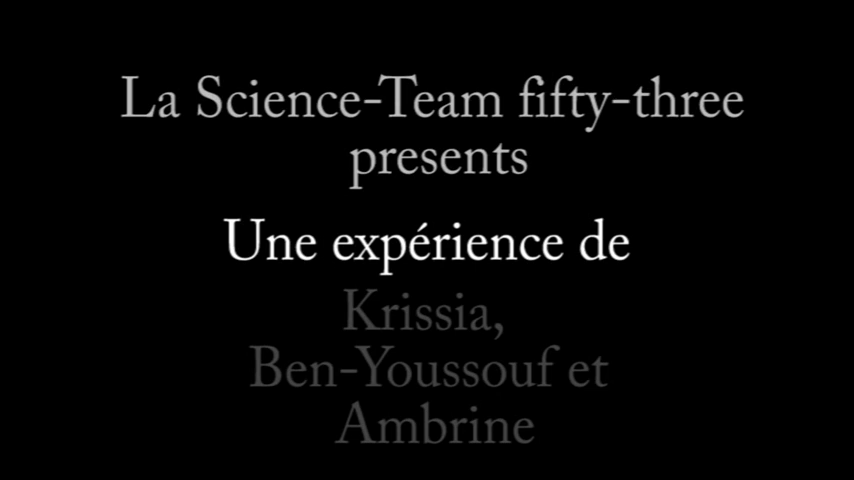 La Science-Team fifty-three
presents
Une expérience de
Krissia,
Ben-Youssouf et
Ambrine